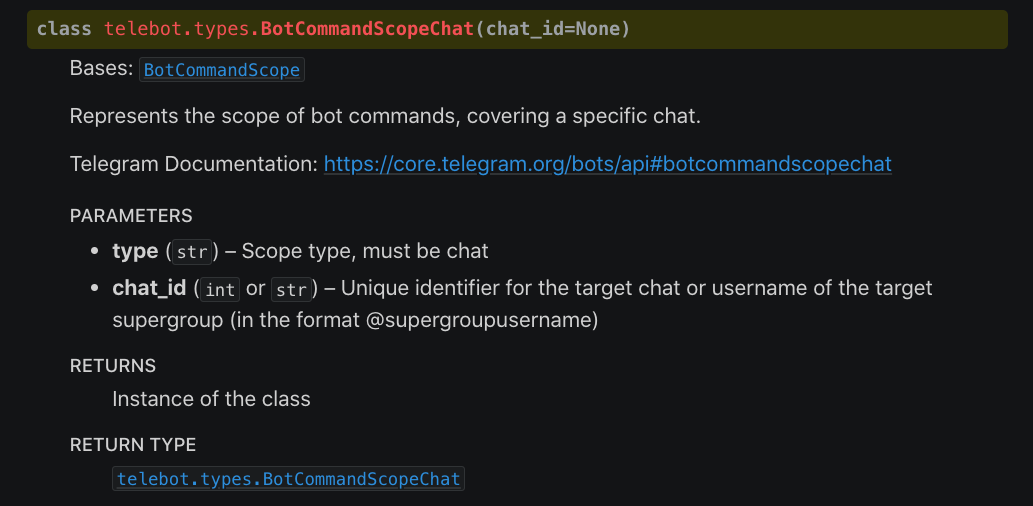 class telebot.types.BotCommandScopeChat(chat_id=None)
Bases: BotCommandScope
Represents the scope of bot commands, covering a specific chat.
Telegram Documentation: https://core.telegram.org/bots/api#botcommandscopechat
PARAMETERS
• type (str) – Scope type, must be chat
• chat_id (int or str) – Unique identifier for the target chat or username of the target
supergroup (in the format @supergroupusername)
RETURNS
Instance of the class
RETURN TYPE
telebot.types.BotCommandScopeChat